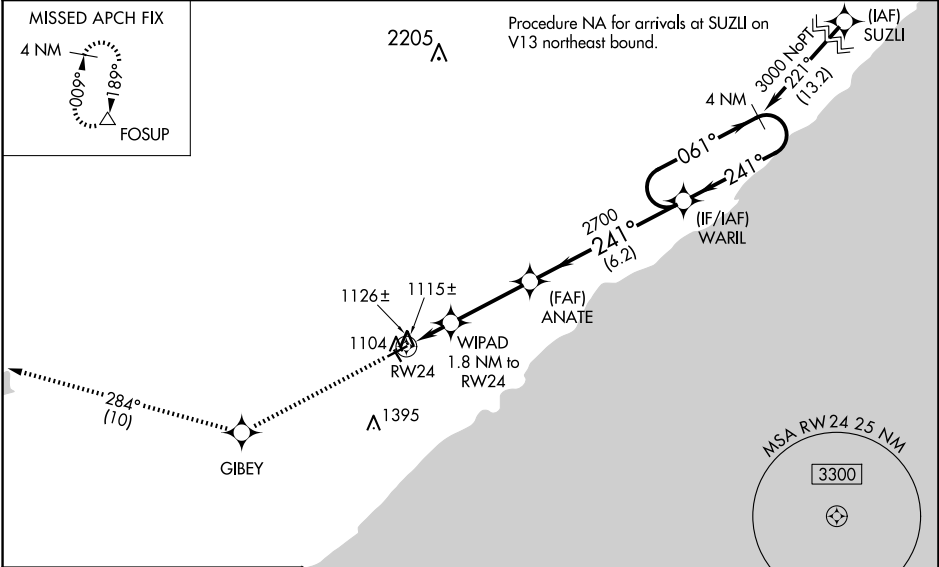 MISSED APCH FIX
4 NM
009°
189°
FOSUP
2205
Procedure NA for arrivals at SUZLI on
V13 northeast bound.
(IAF)
SUZLI
3000 NoPT
221°
(13.2)
4 NM
061°
241°
(IF/IAF)
WARIL
2700
241°
(6.2)
(FAF)
ANATE
1126±
1115±
1104
RW24
WIPAD
1.8 NM to
RW24
1395
284°
(10)
GIBEY
MSA RW24 25 NM
3300